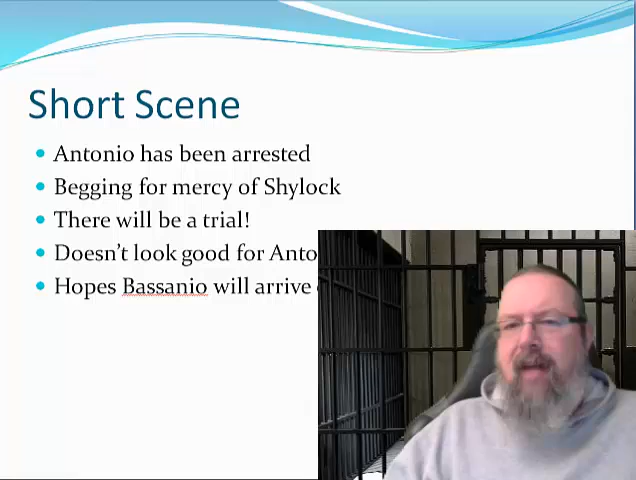 Short Scene
Antonio has been arrested
Begging for mercy of Shylock
There will be a trial!
Doesn't look good for Anto
Hopes Bassanio will arrive